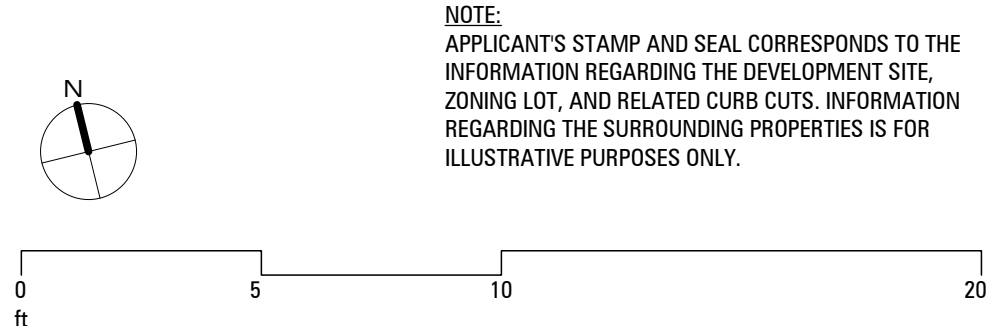 NOTE:
APPLICANT'S STAMP AND SEAL CORRESPONDS TO THE
INFORMATION REGARDING THE DEVELOPMENT SITE,
ZONING LOT, AND RELATED CURB CUTS. INFORMATION
REGARDING THE SURROUNDING PROPERTIES IS FOR
ILLUSTRATIVE PURPOSES ONLY.
N
0 5 10 20
ft